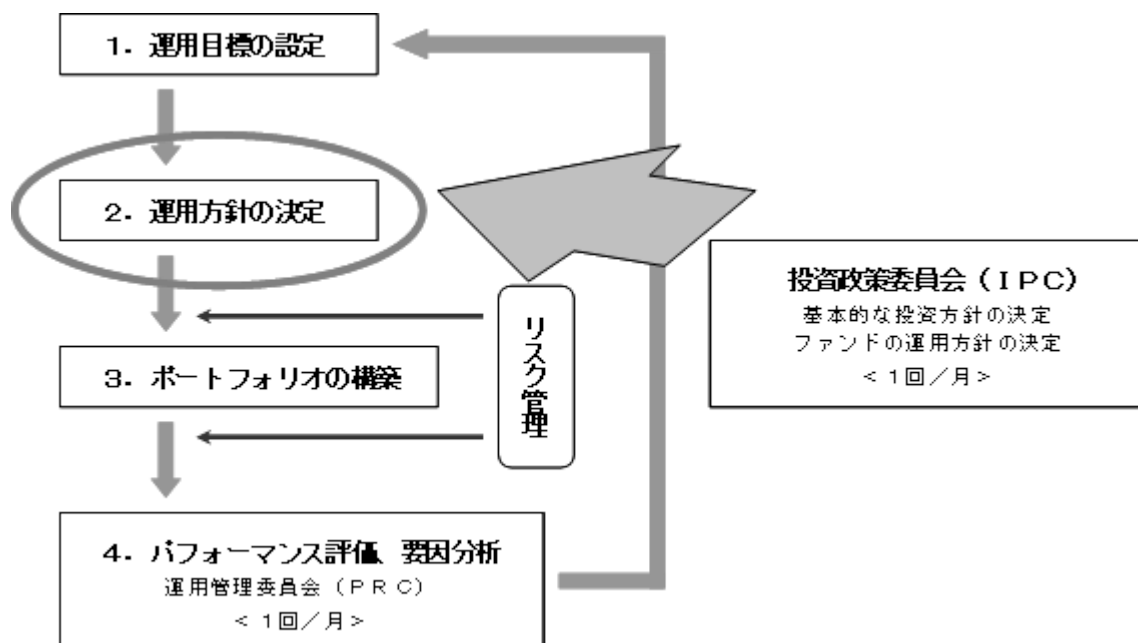 1．運用目標の設定
2．運用方針の決定
3．ポートフォリオの構築
4．パフォーマンス評価、要因分析
運用管理委員会（ＰＲＣ）
＜１回／月＞
リスク管理
投資政策委員会（ＩＰＣ）
基本的な投資方針の決定
ファンドの運用方針の決定
＜１回／月＞